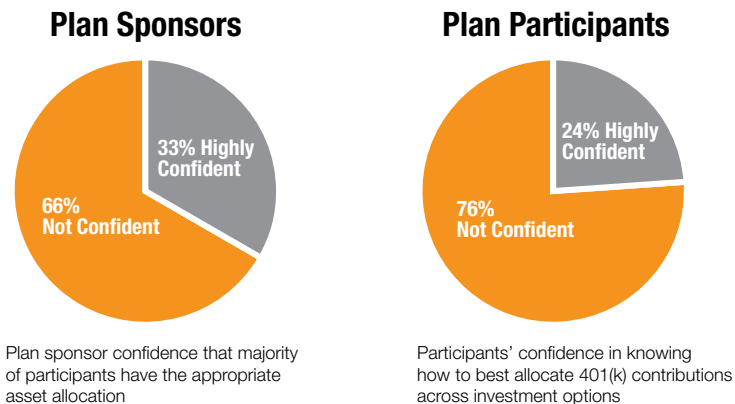 Plan Sponsors
33% Highly
Confident
66%
Not Confident
Plan sponsor confidence that majority
of participants have the appropriate
asset allocation
Plan Participants
24% Highly
Confident
76%
Not Confident
Participants’ confidence in knowing
how to best allocate 401(k) contributions
across investment options